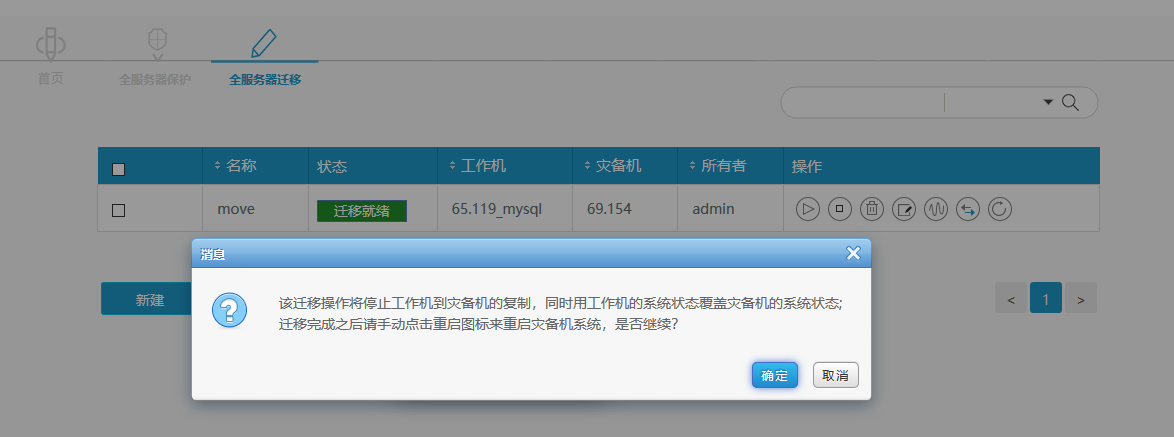 首页
全服务器保护
全服务器迁移
名称
状态
工作机
灾备机
所有者
操作
move
迁移就绪
65.119_mysql
69.154
admin
消息
该迁移操作将停止工作机到灾备机的复制，同时用工作机的系统状态覆盖灾备机的系统状态;
迁移完成之后请手动点击重启图标来重启灾备机系统，是否继续？
确定
取消
新建
< 1 >